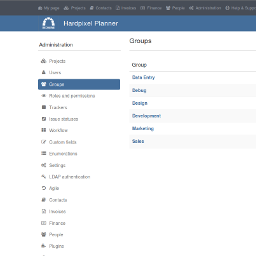 My page Projects Contacts Invoices Finance People Administration Help & Support
Hardpixel Planner
Administration
Projects
Users
Groups
Roles and permissions
Trackers
Issue statuses
Workflow
Custom fields
Enumerations
Settings
LDAP authentication
Agile
Contacts
Invoices
Finance
People
Plugins
Groups
Group
Data Entry
Debug
Design
Development
Marketing
Sales